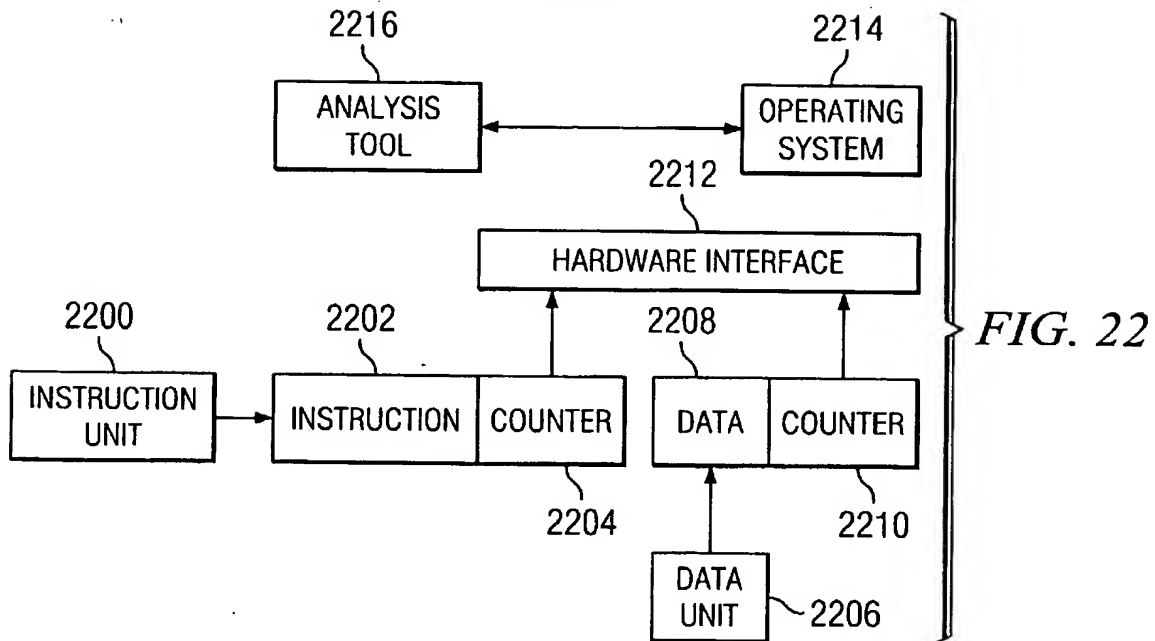 2216
2214
ANALYSIS
TOOL
OPERATING
SYSTEM
2212
HARDWARE INTERFACE
2200
2202
2208
INSTRUCTION
UNIT
INSTRUCTION
COUNTER
DATA
COUNTER
2204
2210
DATA
UNIT
2206
FIG. 22